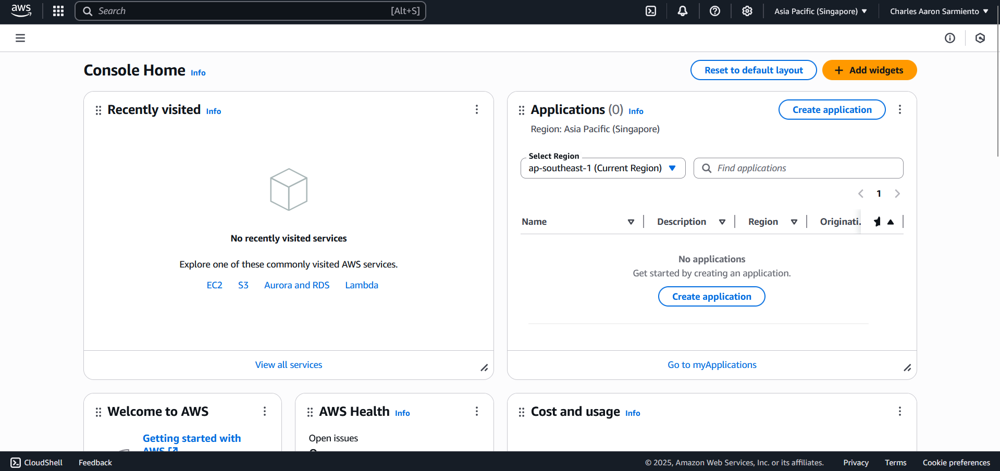 aws
Search [Alt+S]
Asia Pacific (Singapore)
Charles Aaron Sarmiento
Console Home Info
Reset to default layout
Add widgets
Recently visited Info
No recently visited services
Explore one of these commonly visited AWS services.
EC2 S3 Aurora and RDS Lambda
View all services
Applications (0) Info
Create application
Region: Asia Pacific (Singapore)
Select Region
ap-southeast-1 (Current Region)
Find applications
1
Name Description Region Originati.
No applications
Get started by creating an application.
Create application
Go to myApplications
Welcome to AWS
Getting started with
AWS
AWS Health Info
Open issues
Cost and usage Info
CloudShell Feedback
© 2025, Amazon Web Services, Inc. or its affiliates. Privacy Terms Cookie preferences